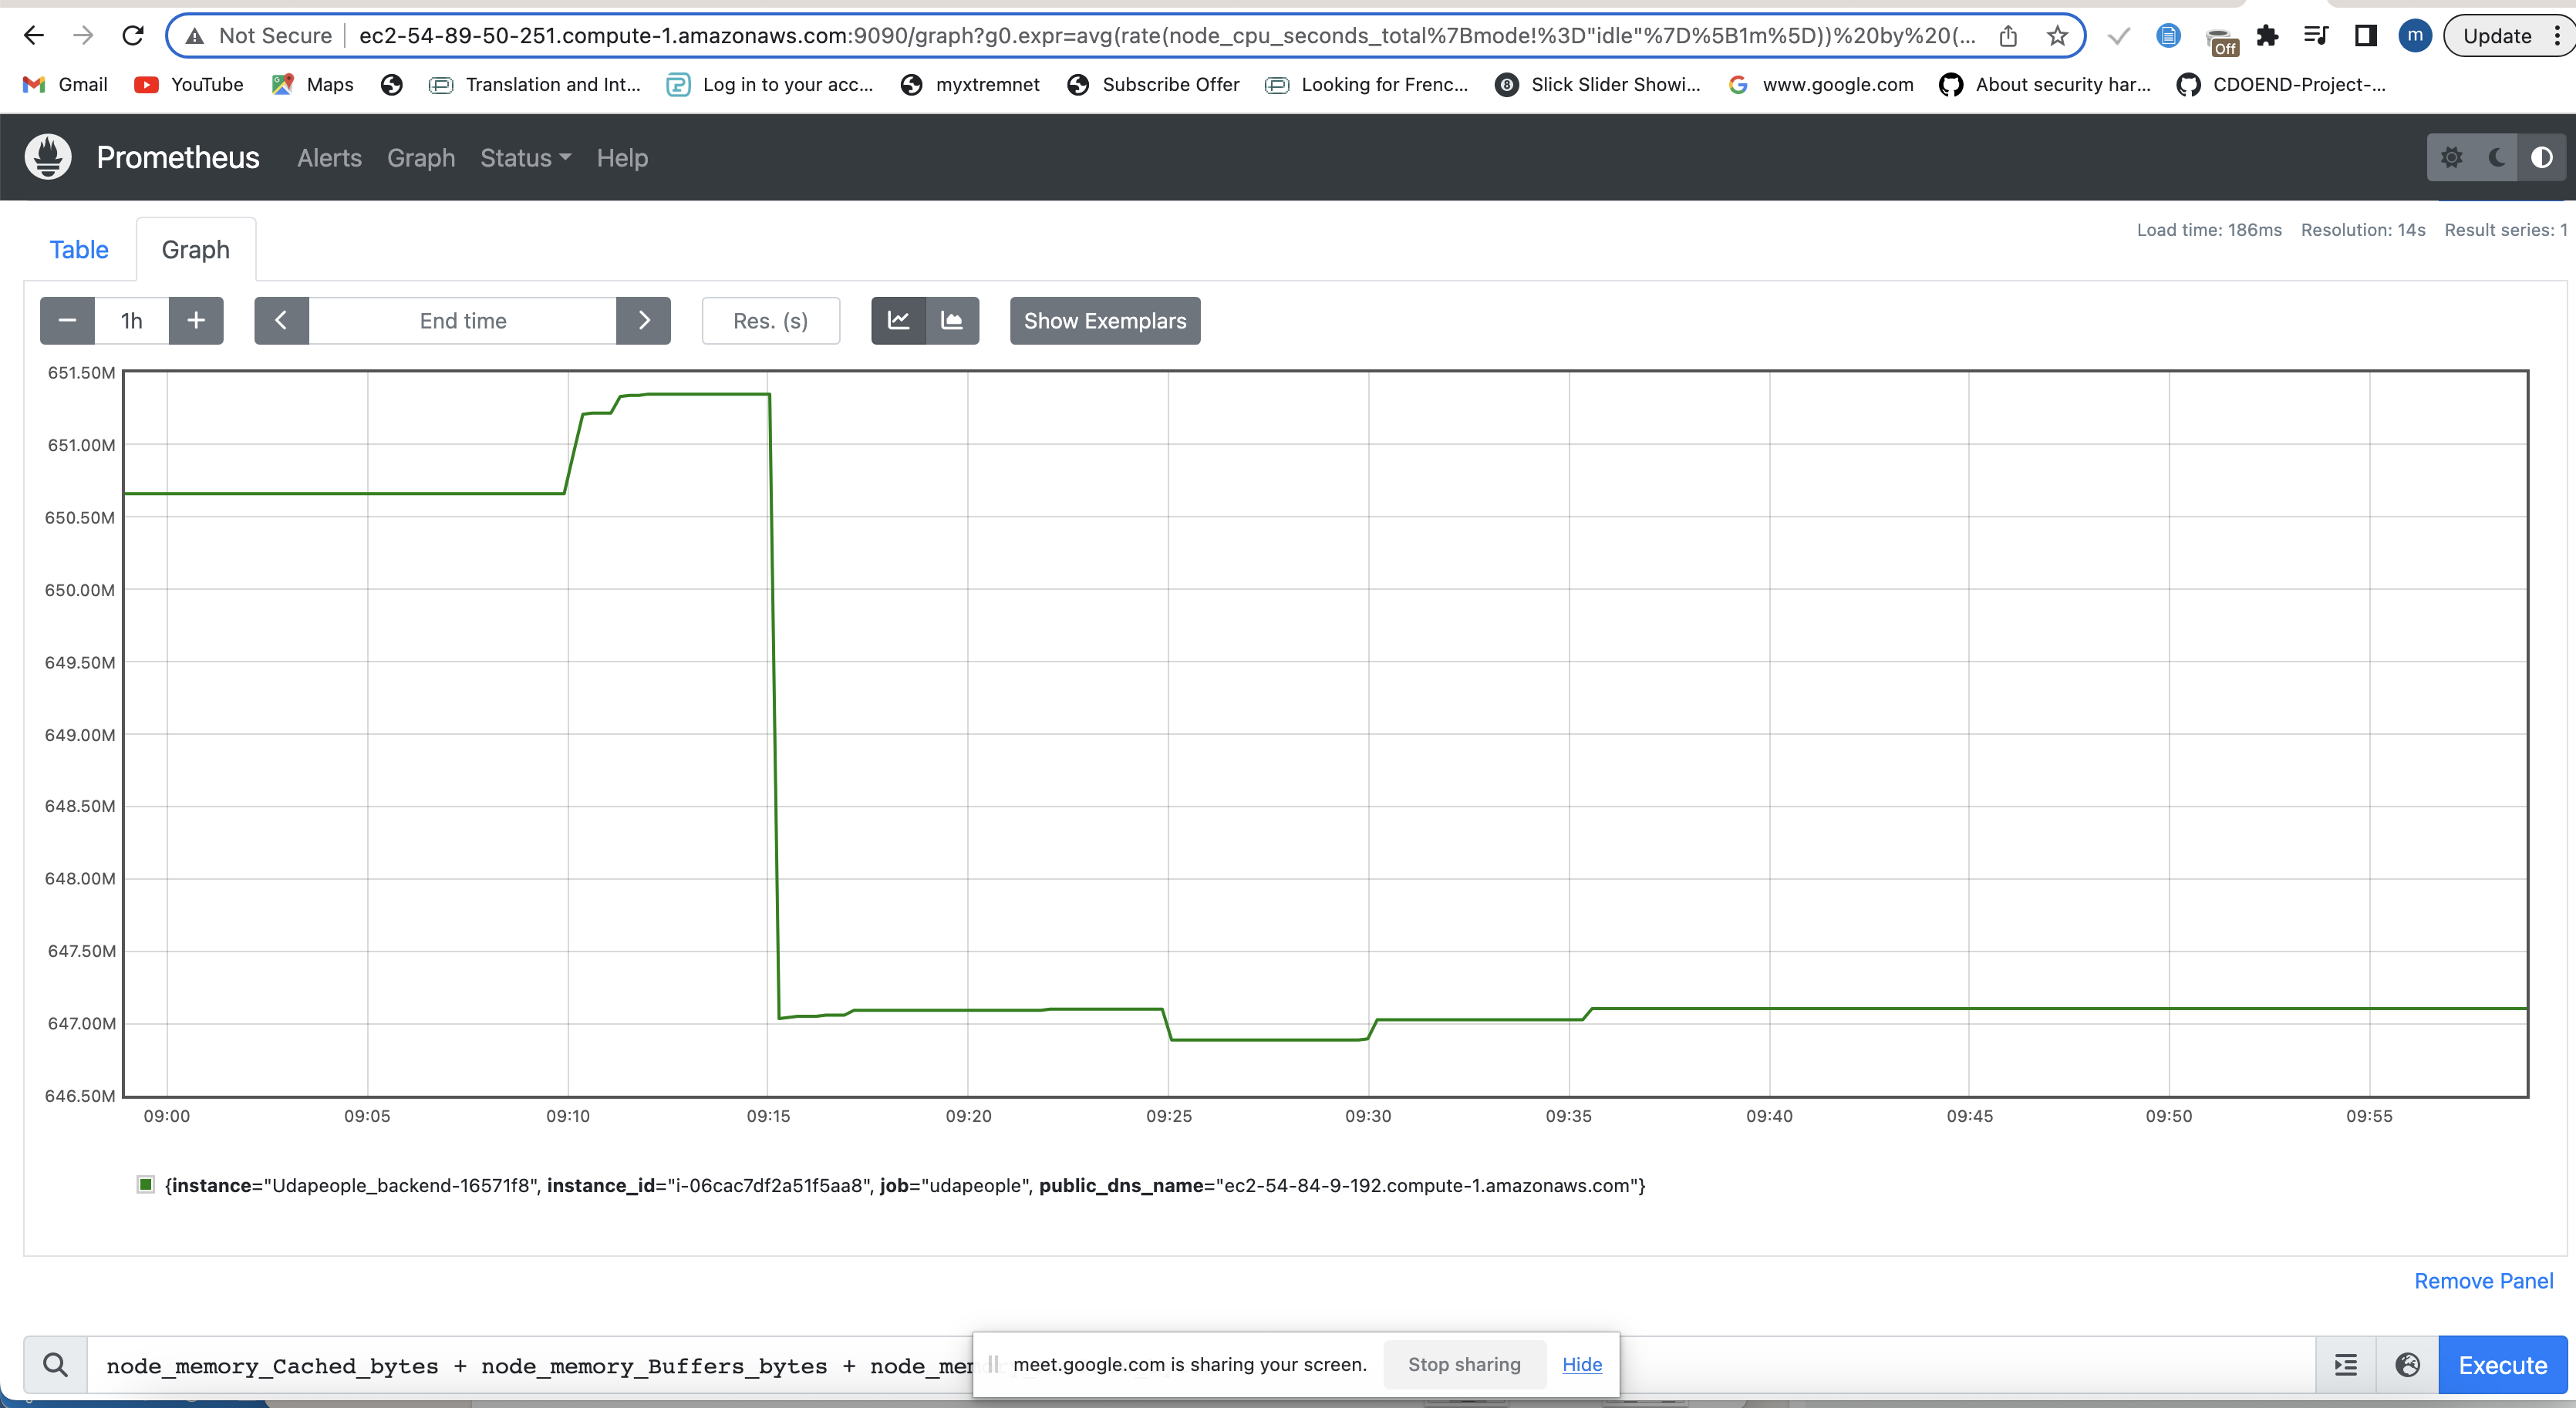 Not Secure ec2-54-89-50-251.compute-1.amazonaws.com:9090/graph?g0.expr=avg(rate(node_cpu_seconds_total%7Bmode!%3D"idle"%7D%5B1m%5D))%20by%20(... Off m Update
Gmail YouTube Maps Translation and Int... Log in to your acc... myxtremnet Subscribe Offer Looking for Frenc... Slick Slider Showi... www.google.com About security har... CDOEND-Project-...
Prometheus Alerts Graph Status Help
Load time: 186ms Resolution: 14s Result series: 1
Table Graph
− 1h + End time Res. (s) Show Exemplars
651.50M
651.00M
650.50M
650.00M
649.50M
649.00M
648.50M
648.00M
647.50M
647.00M
646.50M
09:00 09:05 09:10 09:15 09:20 09:25 09:30 09:35 09:40 09:45 09:50 09:55
{instance="Udapeople_backend-16571f8", instance_id="i-06cac7df2a51f5aa8", job="udapeople", public_dns_name="ec2-54-84-9-192.compute-1.amazonaws.com"}
Remove Panel
node_memory_Cached_bytes + node_memory_Buffers_bytes + meet.google.com is sharing your screen. Stop sharing Hide Execute